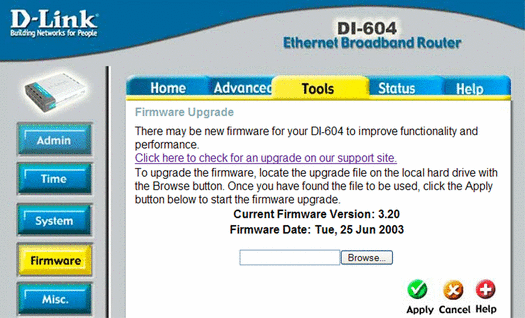 D-Link
Building Networks for People
DI-604
Ethernet Broadband Router
Home
Advanced
Tools
Status
Help
Admin
Time
System
Firmware
Misc.
Firmware Upgrade
There may be new firmware for your DI-604 to improve functionality and
performance.
Click here to check for an upgrade on our support site.
To upgrade the firmware, locate the upgrade file on the local hard drive with
the Browse button. Once you have found the file to be used, click the Apply
button below to start the firmware upgrade.
Current Firmware Version: 3.20
Firmware Date: Tue, 25 Jun 2003
Browse...
Apply Cancel Help